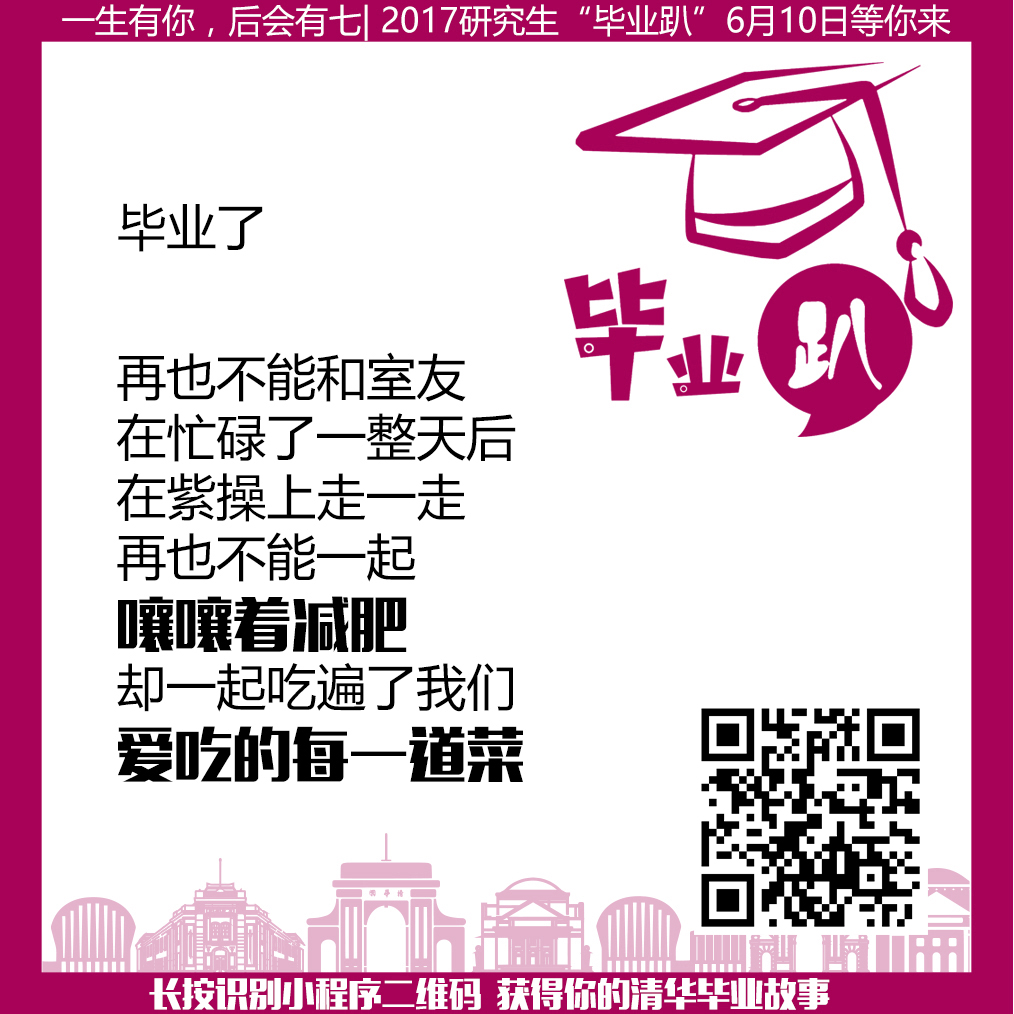 一生有你，后会有七| 2017研究生“毕业趴”6月10日等你来
毕业趴
毕业了
再也不能和室友
在忙碌了一整天后
在紫操上走一走
再也不能一起
嚷嚷着减肥
却一起吃遍了我们
爱吃的每一道菜
长按识别小程序二维码 获得你的清华毕业故事